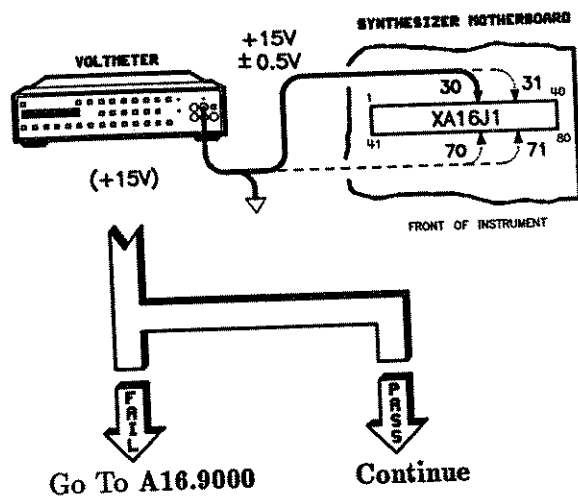 SYNTHESIZER MOTHERBOARD
+15V
± 0.5V
VOLTMETER
30
31
1
40
XA16J1
41
70
71
80
(+15V)
FRONT OF INSTRUMENT
FAIL
PASS
Go To A16.9000
Continue